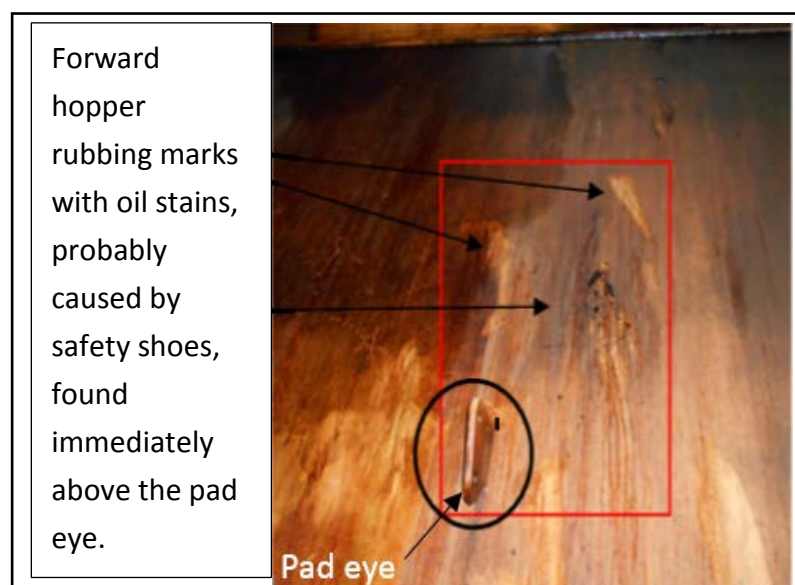 Forward
hopper
rubbing marks
with oil stains,
probably
caused by
safety shoes,
found
immediately
above the pad
eye.
Pad eye